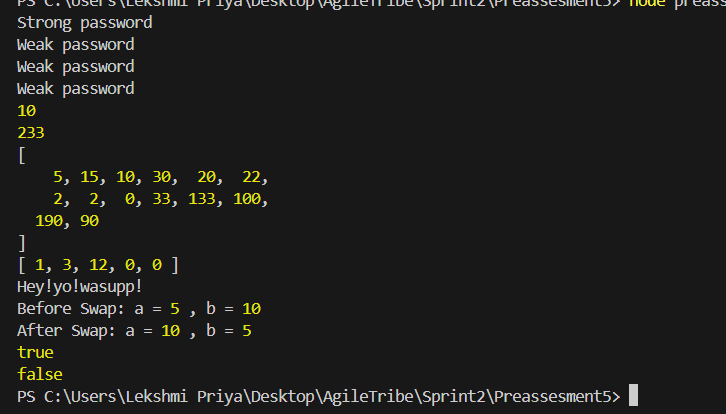 PS C:\Users\Lekshmi Priya\Desktop\AgileTribe\Sprint2\Preassesment5> node preass
Strong password
Weak password
Weak password
Weak password
10
233
[
    5, 15, 10, 30,  20,  22,
    2,  2,  0, 33, 133, 100,
  190, 90
]
[ 1, 3, 12, 0, 0 ]
Hey!yo!wasupp!
Before Swap: a = 5 , b = 10
After Swap: a = 10 , b = 5
true
false
PS C:\Users\Lekshmi Priya\Desktop\AgileTribe\Sprint2\Preassesment5>